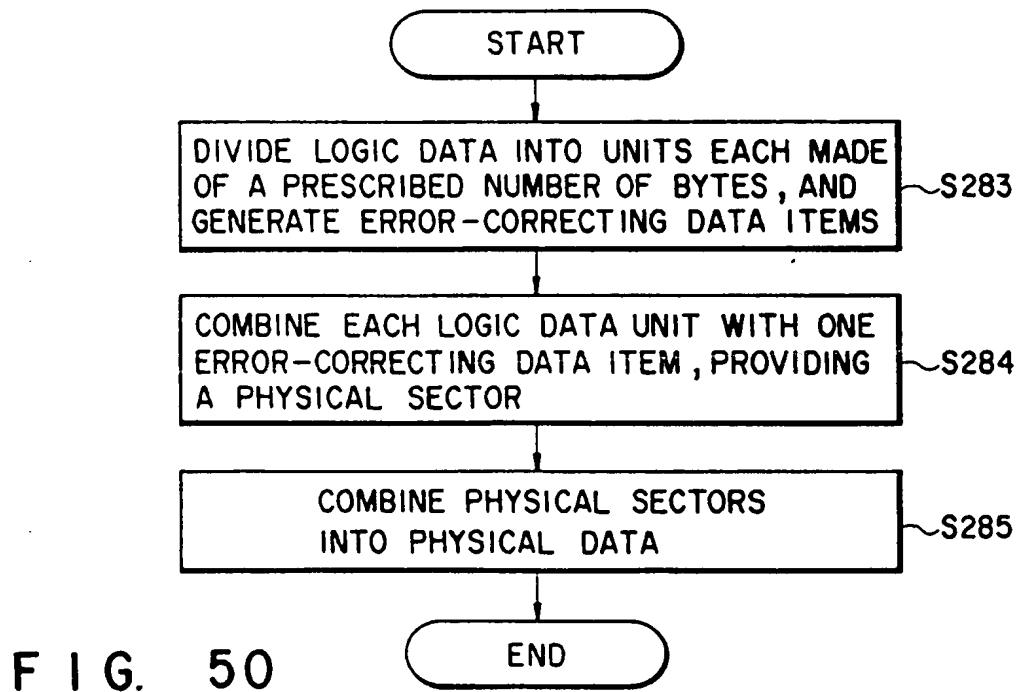 START
DIVIDE LOGIC DATA INTO UNITS EACH MADE
OF A PRESCRIBED NUMBER OF BYTES, AND
GENERATE ERROR-CORRECTING DATA ITEMS
S283
COMBINE EACH LOGIC DATA UNIT WITH ONE
ERROR-CORRECTING DATA ITEM, PROVIDING
A PHYSICAL SECTOR
S284
COMBINE PHYSICAL SECTORS
INTO PHYSICAL DATA
S285
END
FIG. 50